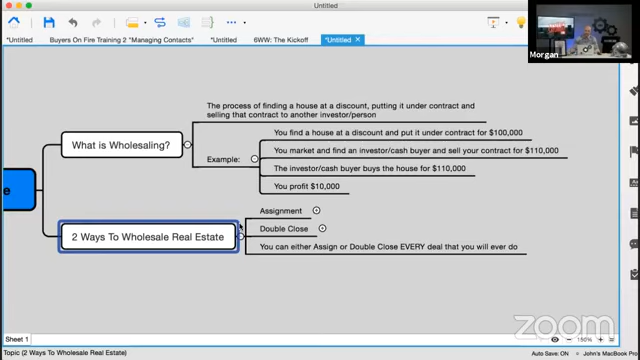 Untitled
*Untitled
Buyers On Fire Training 2 "Managing Contacts"
*Untitled
6WW: The Kickoff
*Untitled
Morgan
The process of finding a house at a discount, putting it under contract and
selling that contract to another investor/person
What is Wholesaling?
Example:
You find a house at a discount and put it under contract for $100,000
You market and find an investor/cash buyer and sell your contract for $110,000
The investor/cash buyer buys the house for $110,000
You profit $10,000
e
2 Ways To Wholesale Real Estate
Assignment
Double Close
You can either Assign or Double Close EVERY deal that you will ever do
zoom
Sheet 1
150%
Topic (2 Ways To Wholesale Real Estate)
Auto Save: ON
John's MacBook Pro